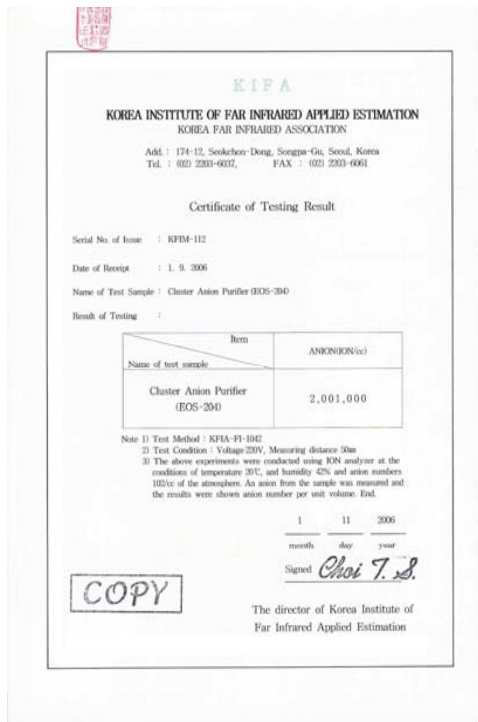 KIFA
KOREA INSTITUTE OF FAR INFRARED APPLIED ESTIMATION
KOREA FAR INFRARED ASSOCIATION
Add. : 174-12, Seokchon-Dong, Songpa-Gu, Seoul, Korea
Tel. : (02) 2203-6037, FAX : (02) 2203-6061
Certificate of Testing Result
Serial No. of Issue : KFIM-112
Date of Receipt : 1. 9. 2006
Name of Test Sample : Cluster Anion Purifier (EOS-204)
Result of Testing :
Item
ANION(ION/cc)
Name of test sample
Cluster Anion Purifier
(EOS-204)
2,001,000
Note 1) Test Method : KFIA-FI-1042
2) Test Condition : Voltage 220V, Measuring distance 50㎜
3) The above experiments were conducted using ION analyzer at the
conditions of temperature 20℃, and humidity 42% and anion numbers
102/cc of the atmosphere. An anion from the sample was measured and
the results were shown anion number per unit volume. End.
1 11 2006
month day year
Signed Choi T. S.
COPY
The director of Korea Institute of
Far Infrared Applied Estimation